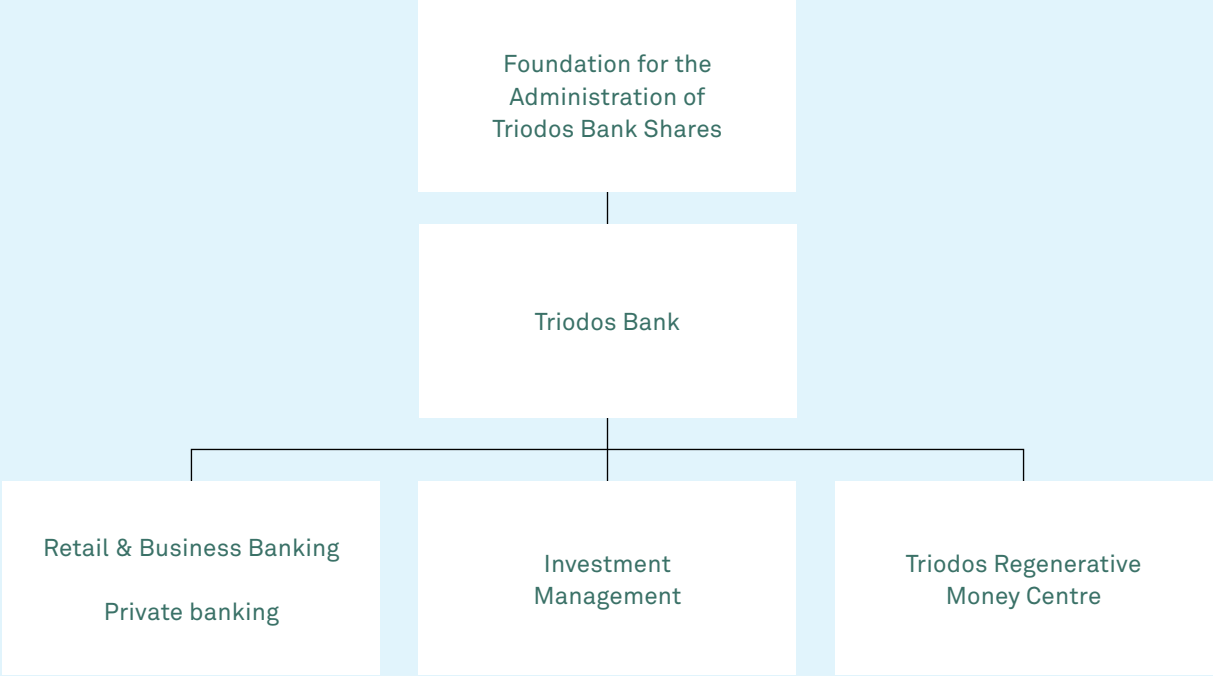 Foundation for the
Administration of
Triodos Bank Shares
Triodos Bank
Retail & Business Banking
Private banking
Investment
Management
Triodos Regenerative
Money Centre